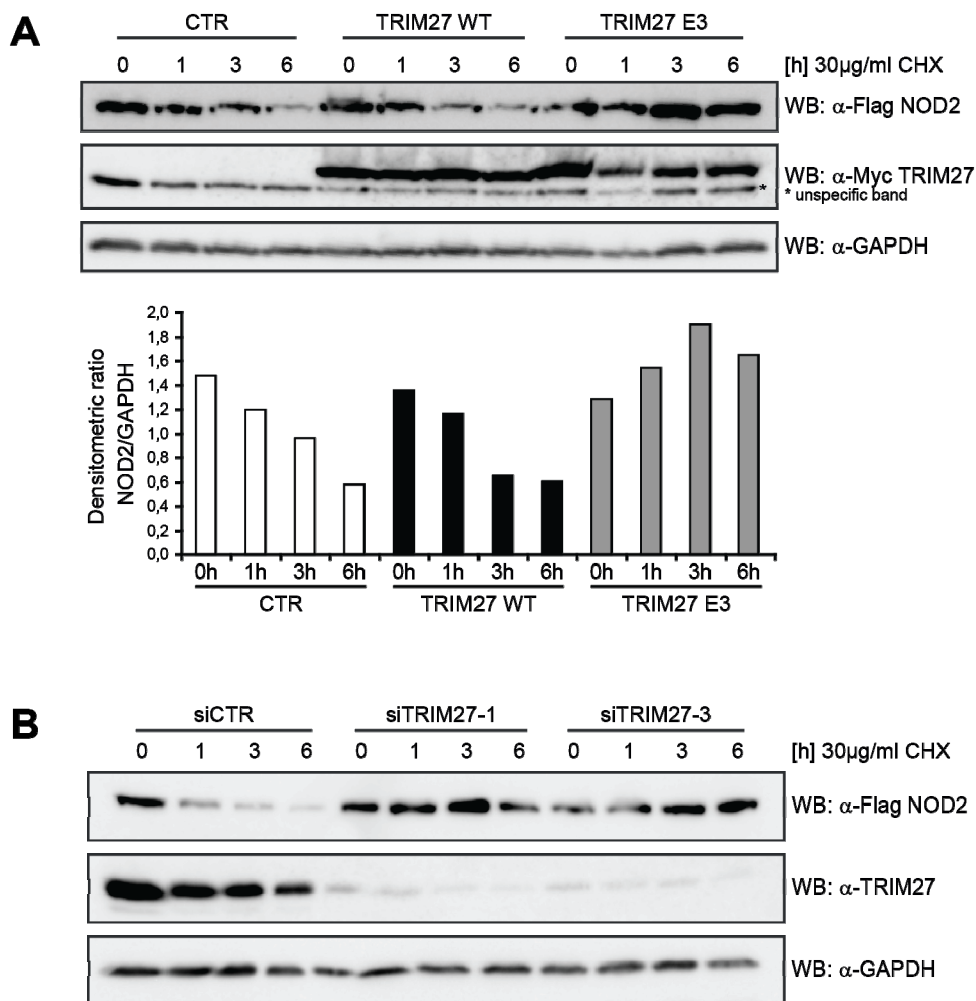 A
CTR TRIM27 WT TRIM27 E3
0 1 3 6 0 1 3 6 0 1 3 6 [h] 30µg/ml CHX
WB: α-Flag NOD2
WB: α-Myc TRIM27
*
* unspecific band
WB: α-GAPDH
Densitometric ratio
NOD2/GAPDH
2,0
1,8
1,6
1,4
1,2
1,0
0,8
0,6
0,4
0,2
0,0
0h 1h 3h 6h 0h 1h 3h 6h 0h 1h 3h 6h
CTR TRIM27 WT TRIM27 E3
B
siCTR siTRIM27-1 siTRIM27-3
0 1 3 6 0 1 3 6 0 1 3 6 [h] 30µg/ml CHX
WB: α-Flag NOD2
WB: α-TRIM27
WB: α-GAPDH